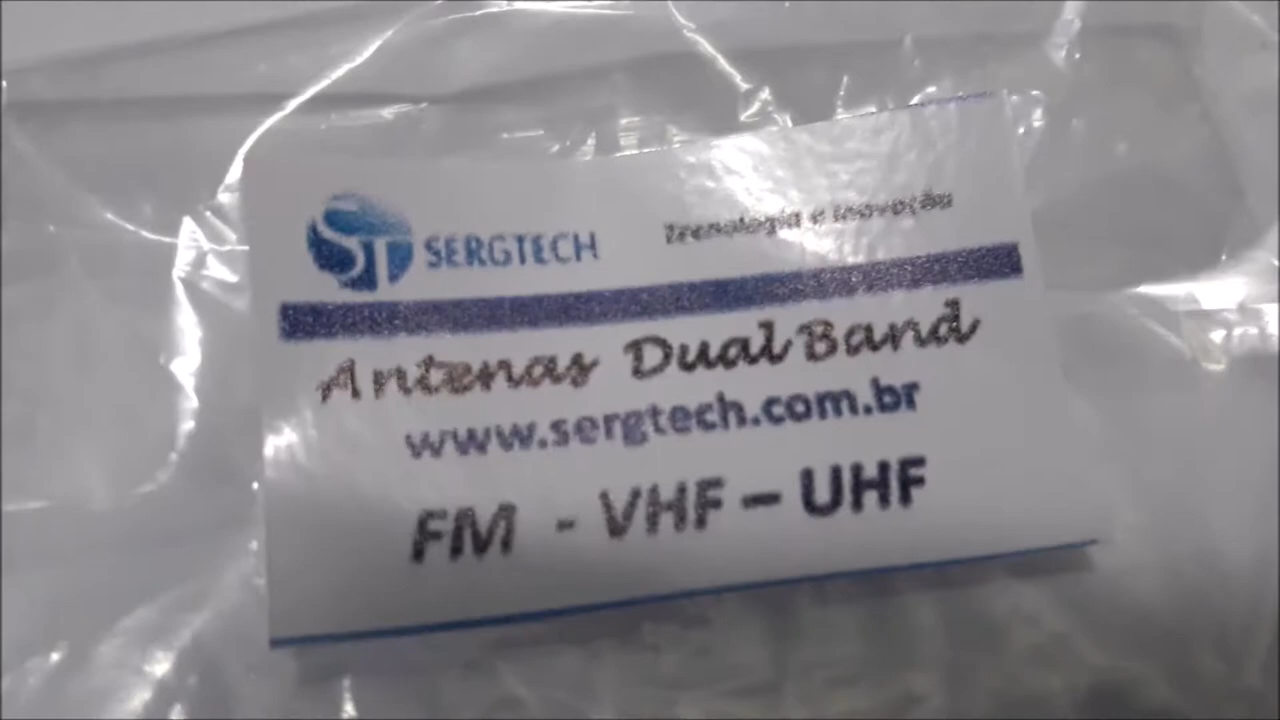 ST SERGTECH
Tecnologia e Inovação
Antenas Dual Band
www.sergtech.com.br
FM - VHF – UHF